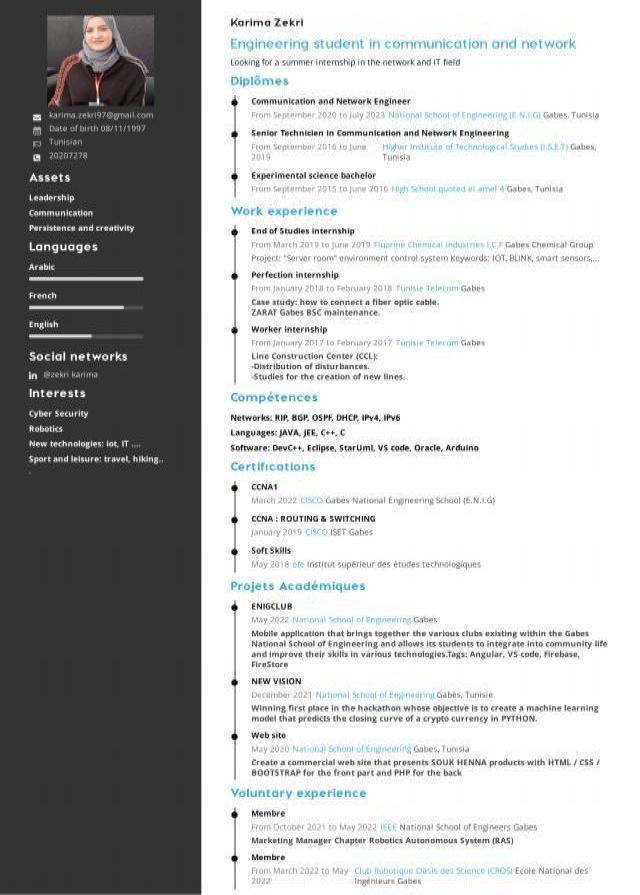 karima.zekri97@gmail.com
Date of birth 08/11/1997
Tunisian
20207278
Assets
Leadership
Communication
Persistence and creativity
Languages
Arabic
French
English
Social networks
in @zekri karima
Interests
Cyber Security
Robotics
New technologies: iot, IT ....
Sport and leisure: travel, hiking..
.
Karima Zekri
Engineering student in communication and network
Looking for a summer internship in the network and IT field
Diplômes
Communication and Network Engineer
From September 2020 to July 2023 National School of Engineering (E.N.I.G) Gabes, Tunisia
Senior Technicien in Communication and Network Engineering
From September 2016 to June 2019 Higher Institute of Technological Studies (I.S.E.T) Gabes, Tunisia
Experimental science bachelor
From September 2015 to June 2016 High School quoted el amel 4 Gabes, Tunisia
Work experience
End of Studies internship
From March 2019 to June 2019 Fluorine Chemical Industries I.C.F Gabes Chemical Group
Project: "Server room" environment control system Keywords: IOT, BLINK, smart sensors,...
Perfection internship
From January 2018 to February 2018 Tunisie Telecom Gabes
Case study: how to connect a fiber optic cable.
ZARAT Gabes BSC maintenance.
Worker internship
From January 2017 to February 2017 Tunisie Telecom Gabes
Line Construction Center (CCL):
-Distribution of disturbances.
-Studies for the creation of new lines.
Compétences
Networks: RIP, BGP, OSPF, DHCP, IPv4, IPv6
Languages: JAVA, JEE, C++, C
Software: DevC++, Eclipse, StarUml, VS code, Oracle, Arduino
Certifications
CCNA1
March 2022 CISCO Gabes National Engineering School (E.N.I.G)
CCNA : ROUTING & SWITCHING
January 2019 CISCO ISET Gabes
Soft Skills
May 2018 efe Institut supérieur des études technologiques
Projets Académiques
ENIGCLUB
May 2022 National School of Engineering Gabes
Mobile application that brings together the various clubs existing within the Gabes
National School of Engineering and allows its students to integrate into community life
and improve their skills in various technologies.Tags: Angular, VS code, Firebase,
FireStore
NEW VISION
December 2021 National School of Engineering Gabès, Tunisie
Winning first place in the hackathon whose objective is to create a machine learning
model that predicts the closing curve of a crypto currency in PYTHON.
Web site
May 2020 National School of Engineering Gabes, Tunisia
Create a commercial web site that presents SOUK HENNA products with HTML / CSS /
BOOTSTRAP for the front part and PHP for the back
Voluntary experience
Membre
From October 2021 to May 2022 IEEE National School of Engineers Gabes
Marketing Manager Chapter Robotics Autonomous System (RAS)
Membre
From March 2022 to May 2022 Club Robotique Oasis des Science (CROS) Ecole National des Ingénieurs Gabes